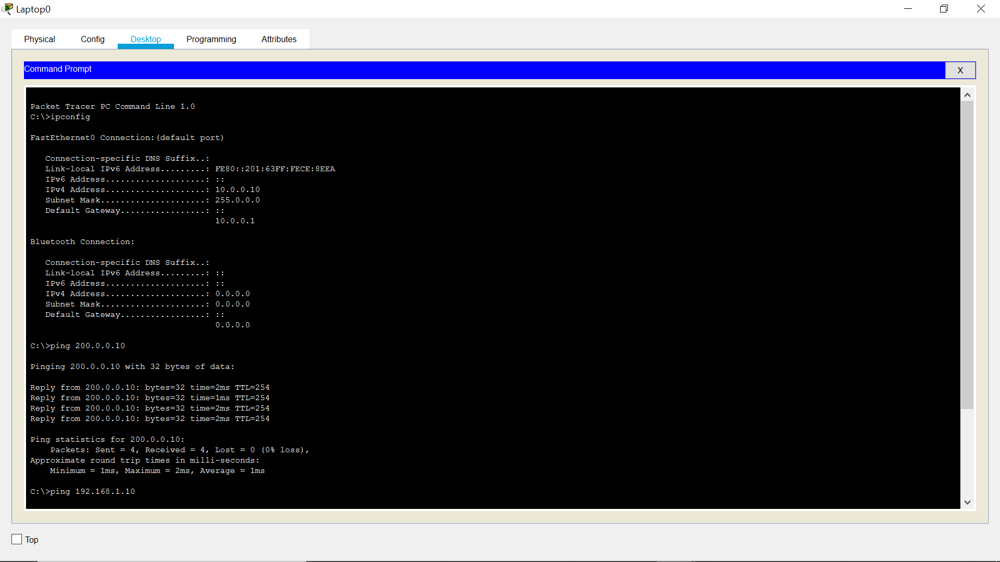 Laptop0
Physical Config Desktop Programming Attributes
Command Prompt
X
Packet Tracer PC Command Line 1.0
C:\>ipconfig
FastEthernet0 Connection:(default port)
Connection-specific DNS Suffix..:
Link-local IPv6 Address.........: FE80::201:63FF:FECE:8EEA
IPv6 Address....................: ::
IPv4 Address....................: 10.0.0.10
Subnet Mask.....................: 255.0.0.0
Default Gateway.................: ::
10.0.0.1
Bluetooth Connection:
Connection-specific DNS Suffix..:
Link-local IPv6 Address.........: ::
IPv6 Address....................: ::
IPv4 Address....................: 0.0.0.0
Subnet Mask.....................: 0.0.0.0
Default Gateway.................: ::
0.0.0.0
C:\>ping 200.0.0.10
Pinging 200.0.0.10 with 32 bytes of data:
Reply from 200.0.0.10: bytes=32 time=2ms TTL=254
Reply from 200.0.0.10: bytes=32 time=1ms TTL=254
Reply from 200.0.0.10: bytes=32 time=2ms TTL=254
Reply from 200.0.0.10: bytes=32 time=2ms TTL=254
Ping statistics for 200.0.0.10:
Packets: Sent = 4, Received = 4, Lost = 0 (0% loss),
Approximate round trip times in milli-seconds:
Minimum = 1ms, Maximum = 2ms, Average = 1ms
C:\>ping 192.168.1.10
Top